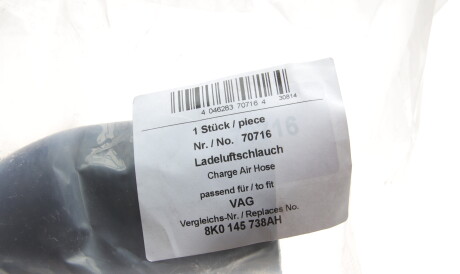 4 046283 70716 4
30814
1 Stück / piece
Nr. / No. 70716
Ladeluftschlauch
Charge Air Hose
passend für / to fit
VAG
Vergleichs-Nr. / Replaces No.
8K0 145 738AH